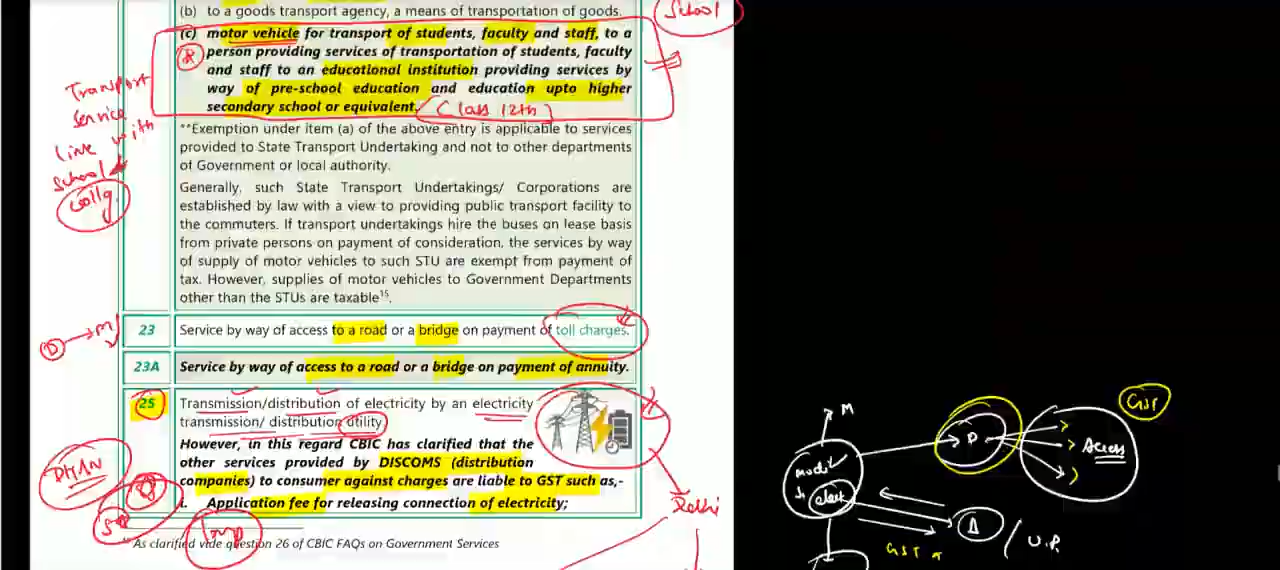 (b) to a goods transport agency, a means of transportation of goods.
School
(c) motor vehicle for transport of students, faculty and staff, to a
person providing services of transportation of students, faculty
and staff to an educational institution providing services by
way of pre-school education and education upto higher
secondary school or equivalent. (Class 12th)
Transport
Service
Line with
School
Collg.
**Exemption under item (a) of the above entry is applicable to services
provided to State Transport Undertaking and not to other departments
of Government or local authority.
Generally, such State Transport Undertakings/ Corporations are
established by law with a view to providing public transport facility to
the commuters. If transport undertakings hire the buses on lease basis
from private persons on payment of consideration, the services by way
of supply of motor vehicles to such STU are exempt from payment of
tax. However, supplies of motor vehicles to Government Departments
other than the STUs are taxable15.
D M
23 Service by way of access to a road or a bridge on payment of toll charges.
23A Service by way of access to a road or a bridge on payment of annuity.
25 Transmission/distribution of electricity by an electricity
transmission/ distribution utility
However, in this regard CBIC has clarified that the
other services provided by DISCOMS (distribution
companies) to consumer against charges are liable to GST such as,-
i. Application fee for releasing connection of electricity;
Imp
Delhi
As clarified vide question 26 of CBIC FAQs on Government Services
M
GST
D
Access
elect
D
GST
U.P.